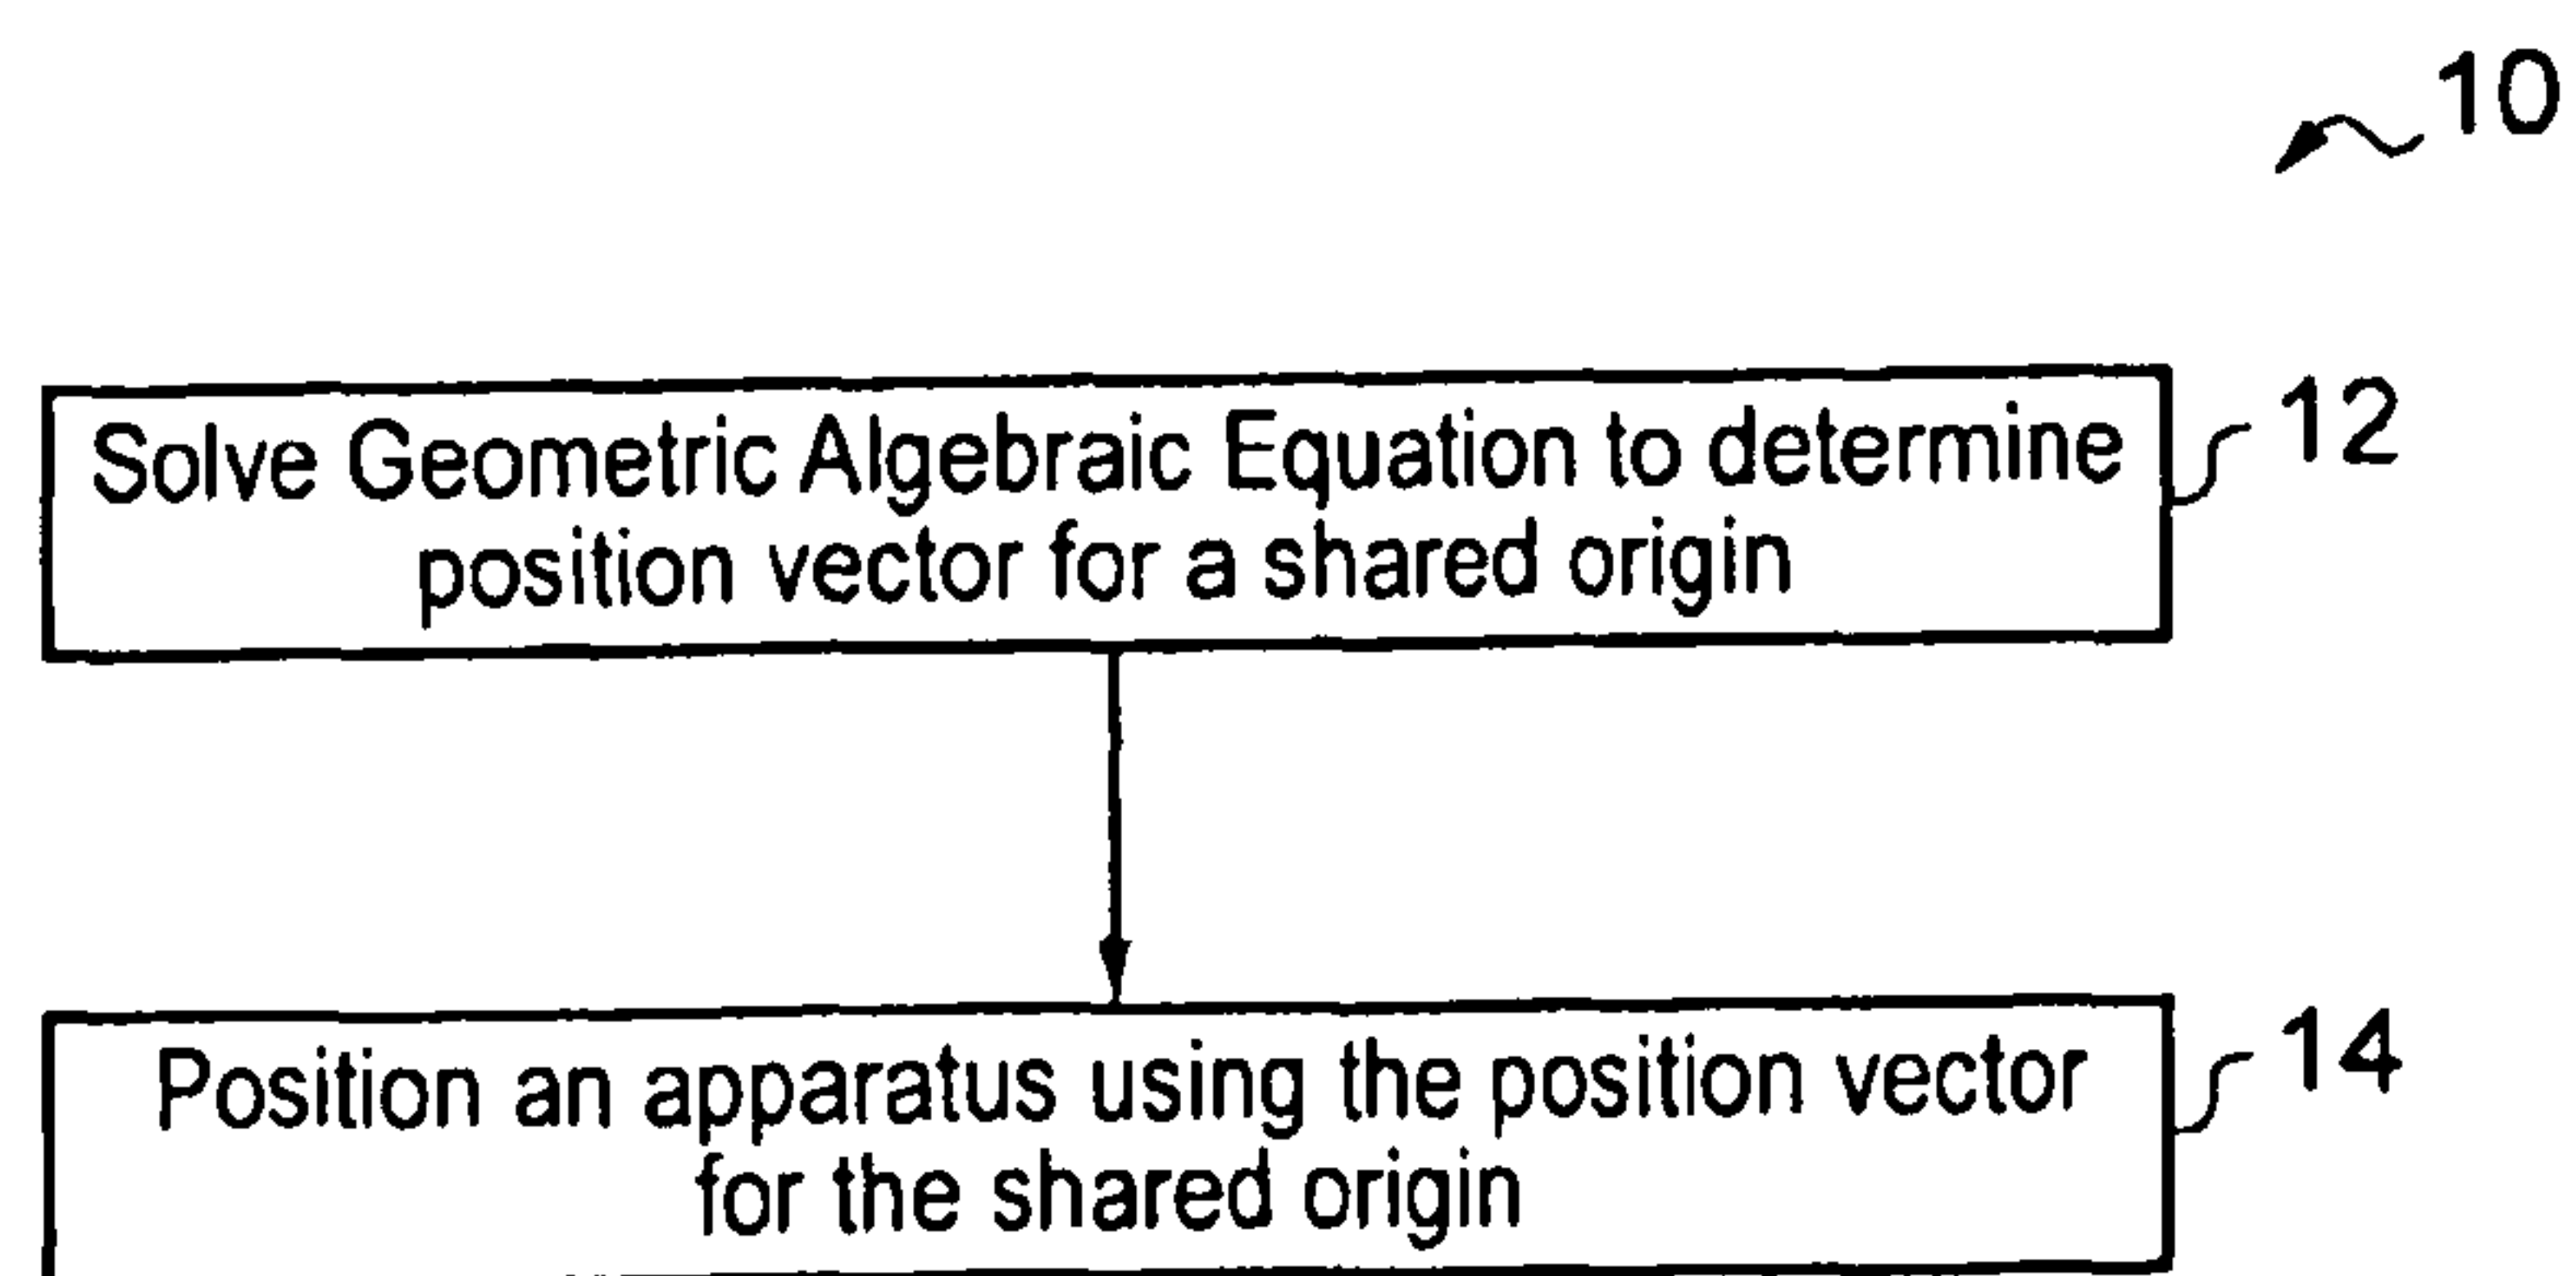 10
Solve Geometric Algebraic Equation to determine
position vector for a shared origin
12
Position an apparatus using the position vector
for the shared origin
14